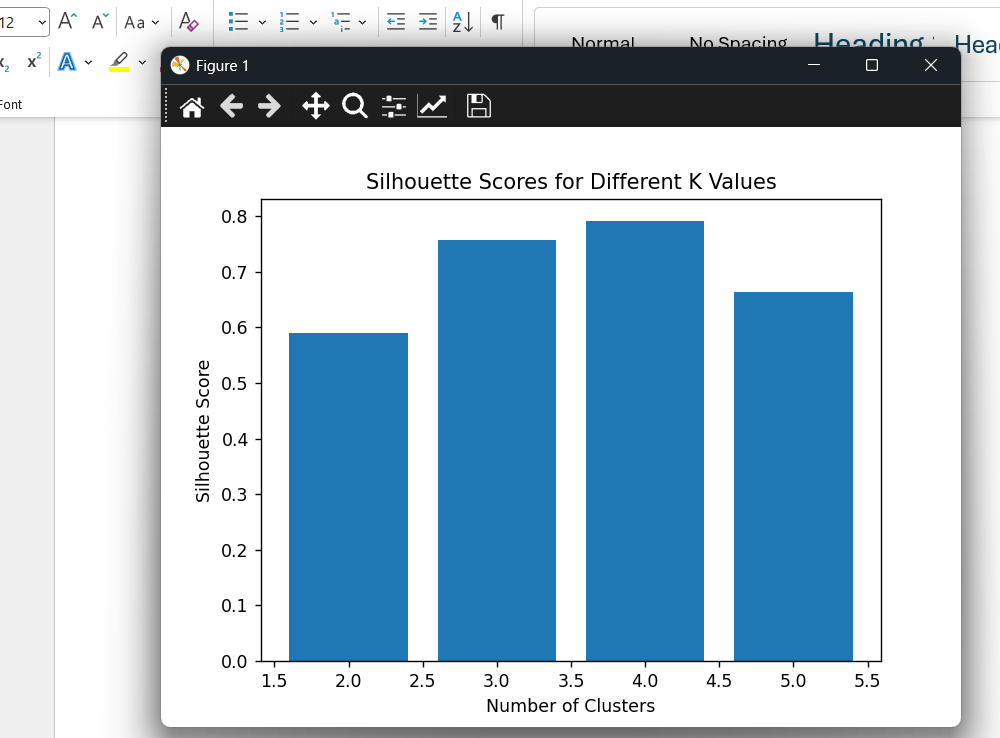 12
Aa
A
Z
¶
x²
A
Font
Normal
No Spacing
Heading
Figure 1
Silhouette Scores for Different K Values
Silhouette Score
0.8
0.7
0.6
0.5
0.4
0.3
0.2
0.1
0.0
1.5 2.0 2.5 3.0 3.5 4.0 4.5 5.0 5.5
Number of Clusters